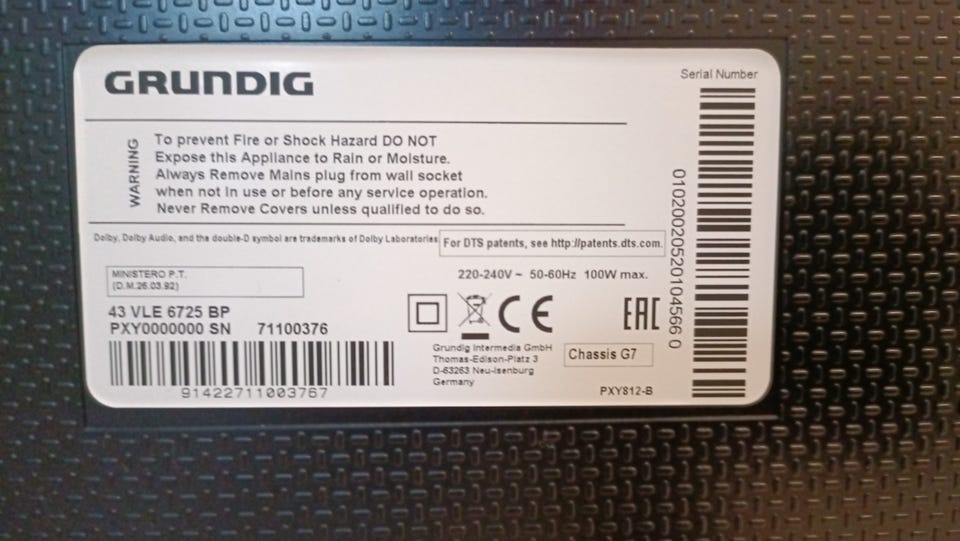 GRUNDIG
Serial Number
WARNING
To prevent Fire or Shock Hazard DO NOT
Expose this Appliance to Rain or Moisture.
Always Remove Mains plug from wall socket
when not in use or before any service operation.
Never Remove Covers unless qualified to do so.
Dolby, Dolby Audio, and the double-D symbol are trademarks of Dolby Laboratories
For DTS patents, see http://patents.dts.com.
MINISTERO P.T.
(D.M.26.03.92)
220-240V ~ 50-60Hz 100W max.
43 VLE 6725 BP
PXY0000000 SN 71100376
91422711003767
CE
EAC
Grundig Intermedia GmbH
Thomas-Edison-Platz 3
D-63263 Neu-Isenburg
Germany
Chassis G7
PXY812-B
01020020520104566 0